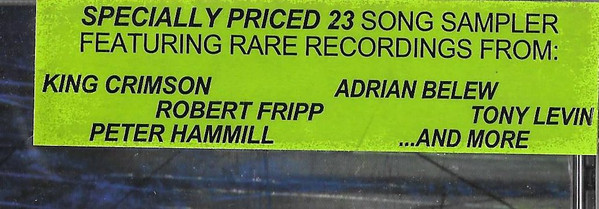 SPECIALLY PRICED 23 SONG SAMPLER
FEATURING RARE RECORDINGS FROM:
KING CRIMSON ADRIAN BELEW
ROBERT FRIPP TONY LEVIN
PETER HAMMILL ...AND MORE